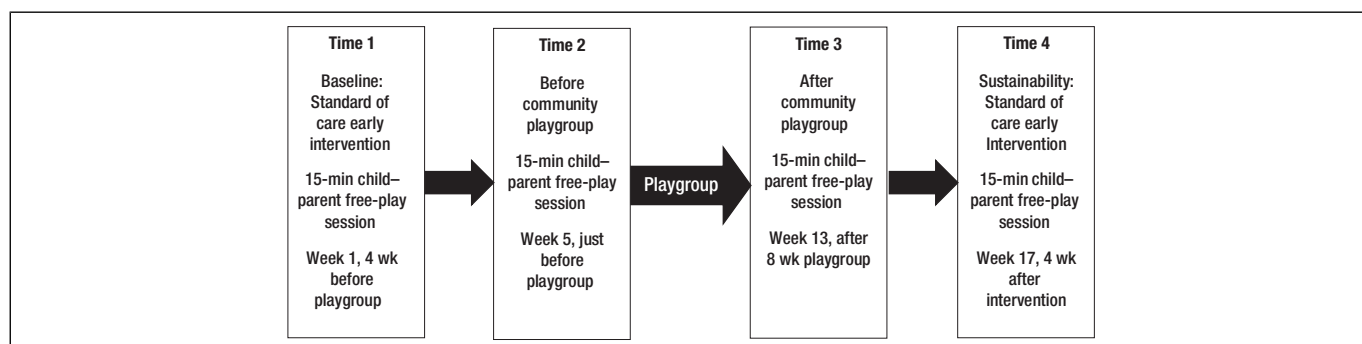 Time 1
Baseline:
Standard of
care early
intervention
15-min child–
parent free-play
session
Week 1, 4 wk
before
playgroup
Time 2
Before
community
playgroup
15-min child–
parent free-play
session
Week 5, just
before
playgroup
Playgroup
Time 3
After
community
playgroup
15-min child–
parent free-play
session
Week 13, after
8 wk playgroup
Time 4
Sustainability:
Standard of
care early
Intervention
15-min child–
parent free-play
session
Week 17, 4 wk
after
intervention